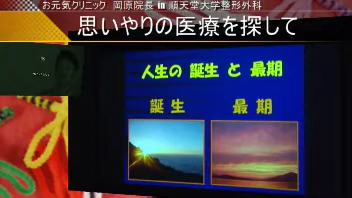 お元気クリニック 岡原院長 in 順天堂大学整形外科
思いやりの医療を探して
人生の 誕生 と 最期
誕生 最期